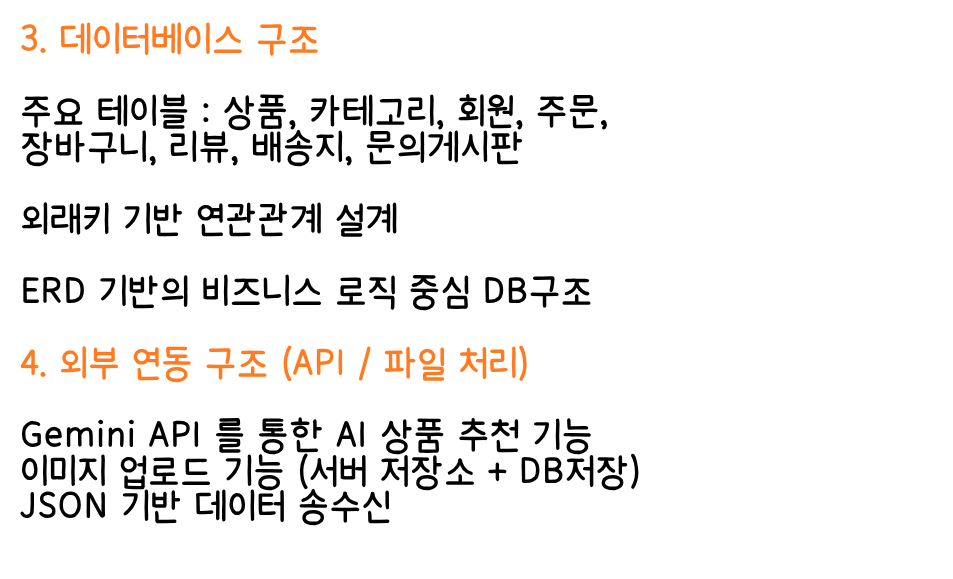 3. 데이터베이스 구조
주요 테이블 : 상품, 카테고리, 회원, 주문,
장바구니, 리뷰, 배송지, 문의게시판
외래키 기반 연관관계 설계
ERD 기반의 비즈니스 로직 중심 DB구조
4. 외부 연동 구조 (API / 파일 처리)
Gemini API 를 통한 AI 상품 추천 기능
이미지 업로드 기능 (서버 저장소 + DB저장)
JSON 기반 데이터 송수신